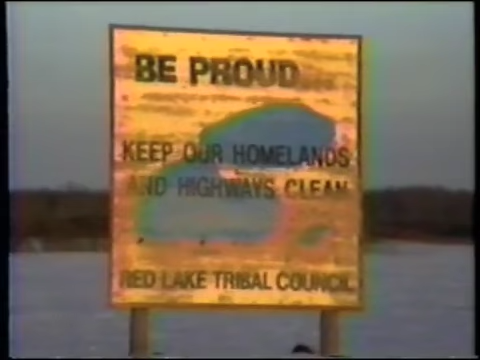 BE PROUD...
KEEP OUR HOMELANDS
AND HIGHWAYS CLEAN
RED LAKE TRIBAL COUNCIL